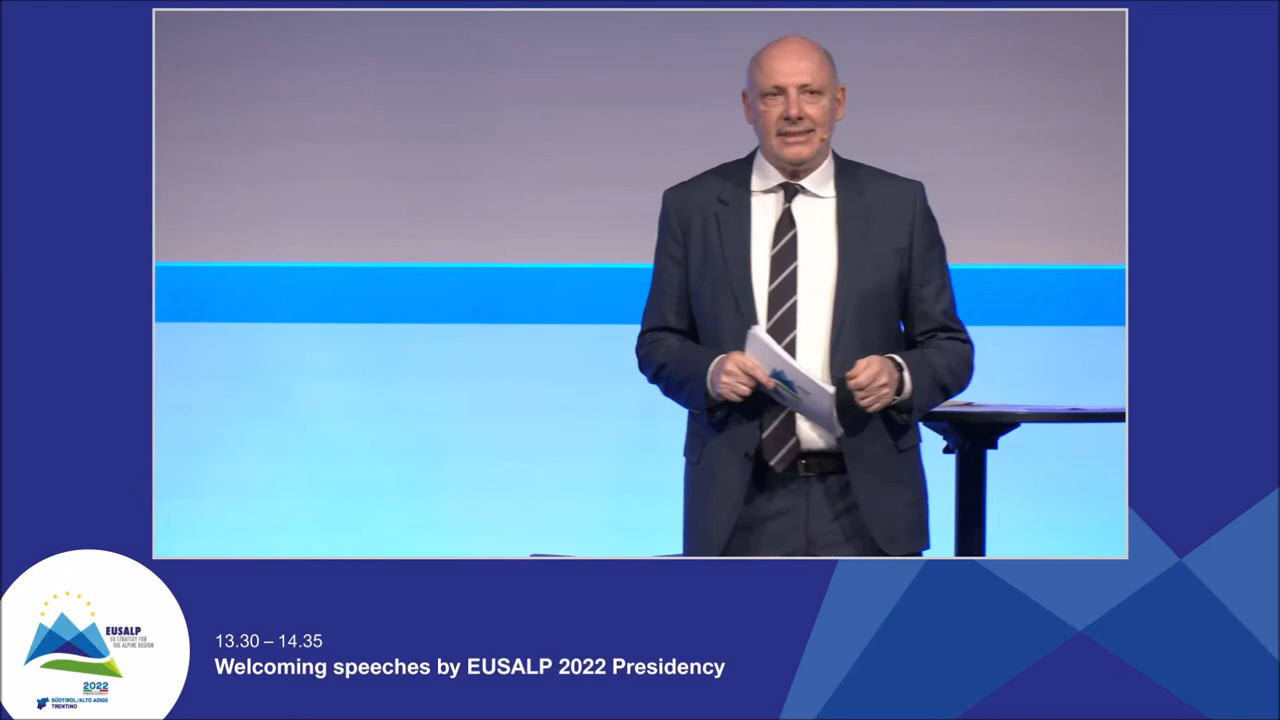 13.30 – 14.35
Welcoming speeches by EUSALP 2022 Presidency
EUSALP
EU STRATEGY FOR
THE ALPINE REGION
2022
PRESIDENCY
SÜDTIROL/ALTO ADIGE
TRENTINO